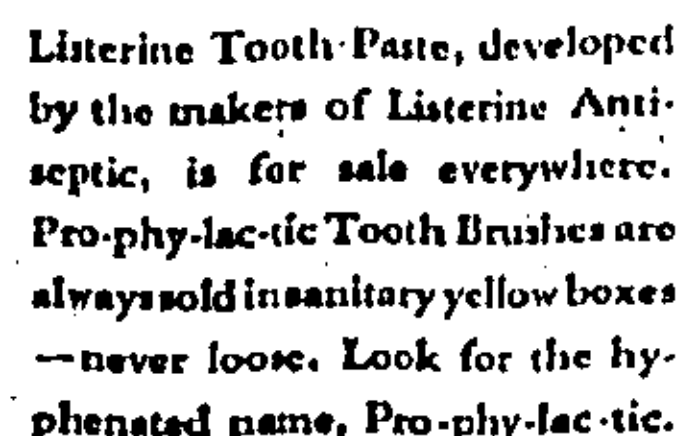 Listerine Tooth Paste, developed
by the makers of Listerine Anti-
septic, is for sale everywhere.
Pro-phy-lac-tic Tooth Brushes are
always sold in sanitary yellow boxes
—never loose. Look for the hy-
phenated name, Pro-phy-lac-tic.